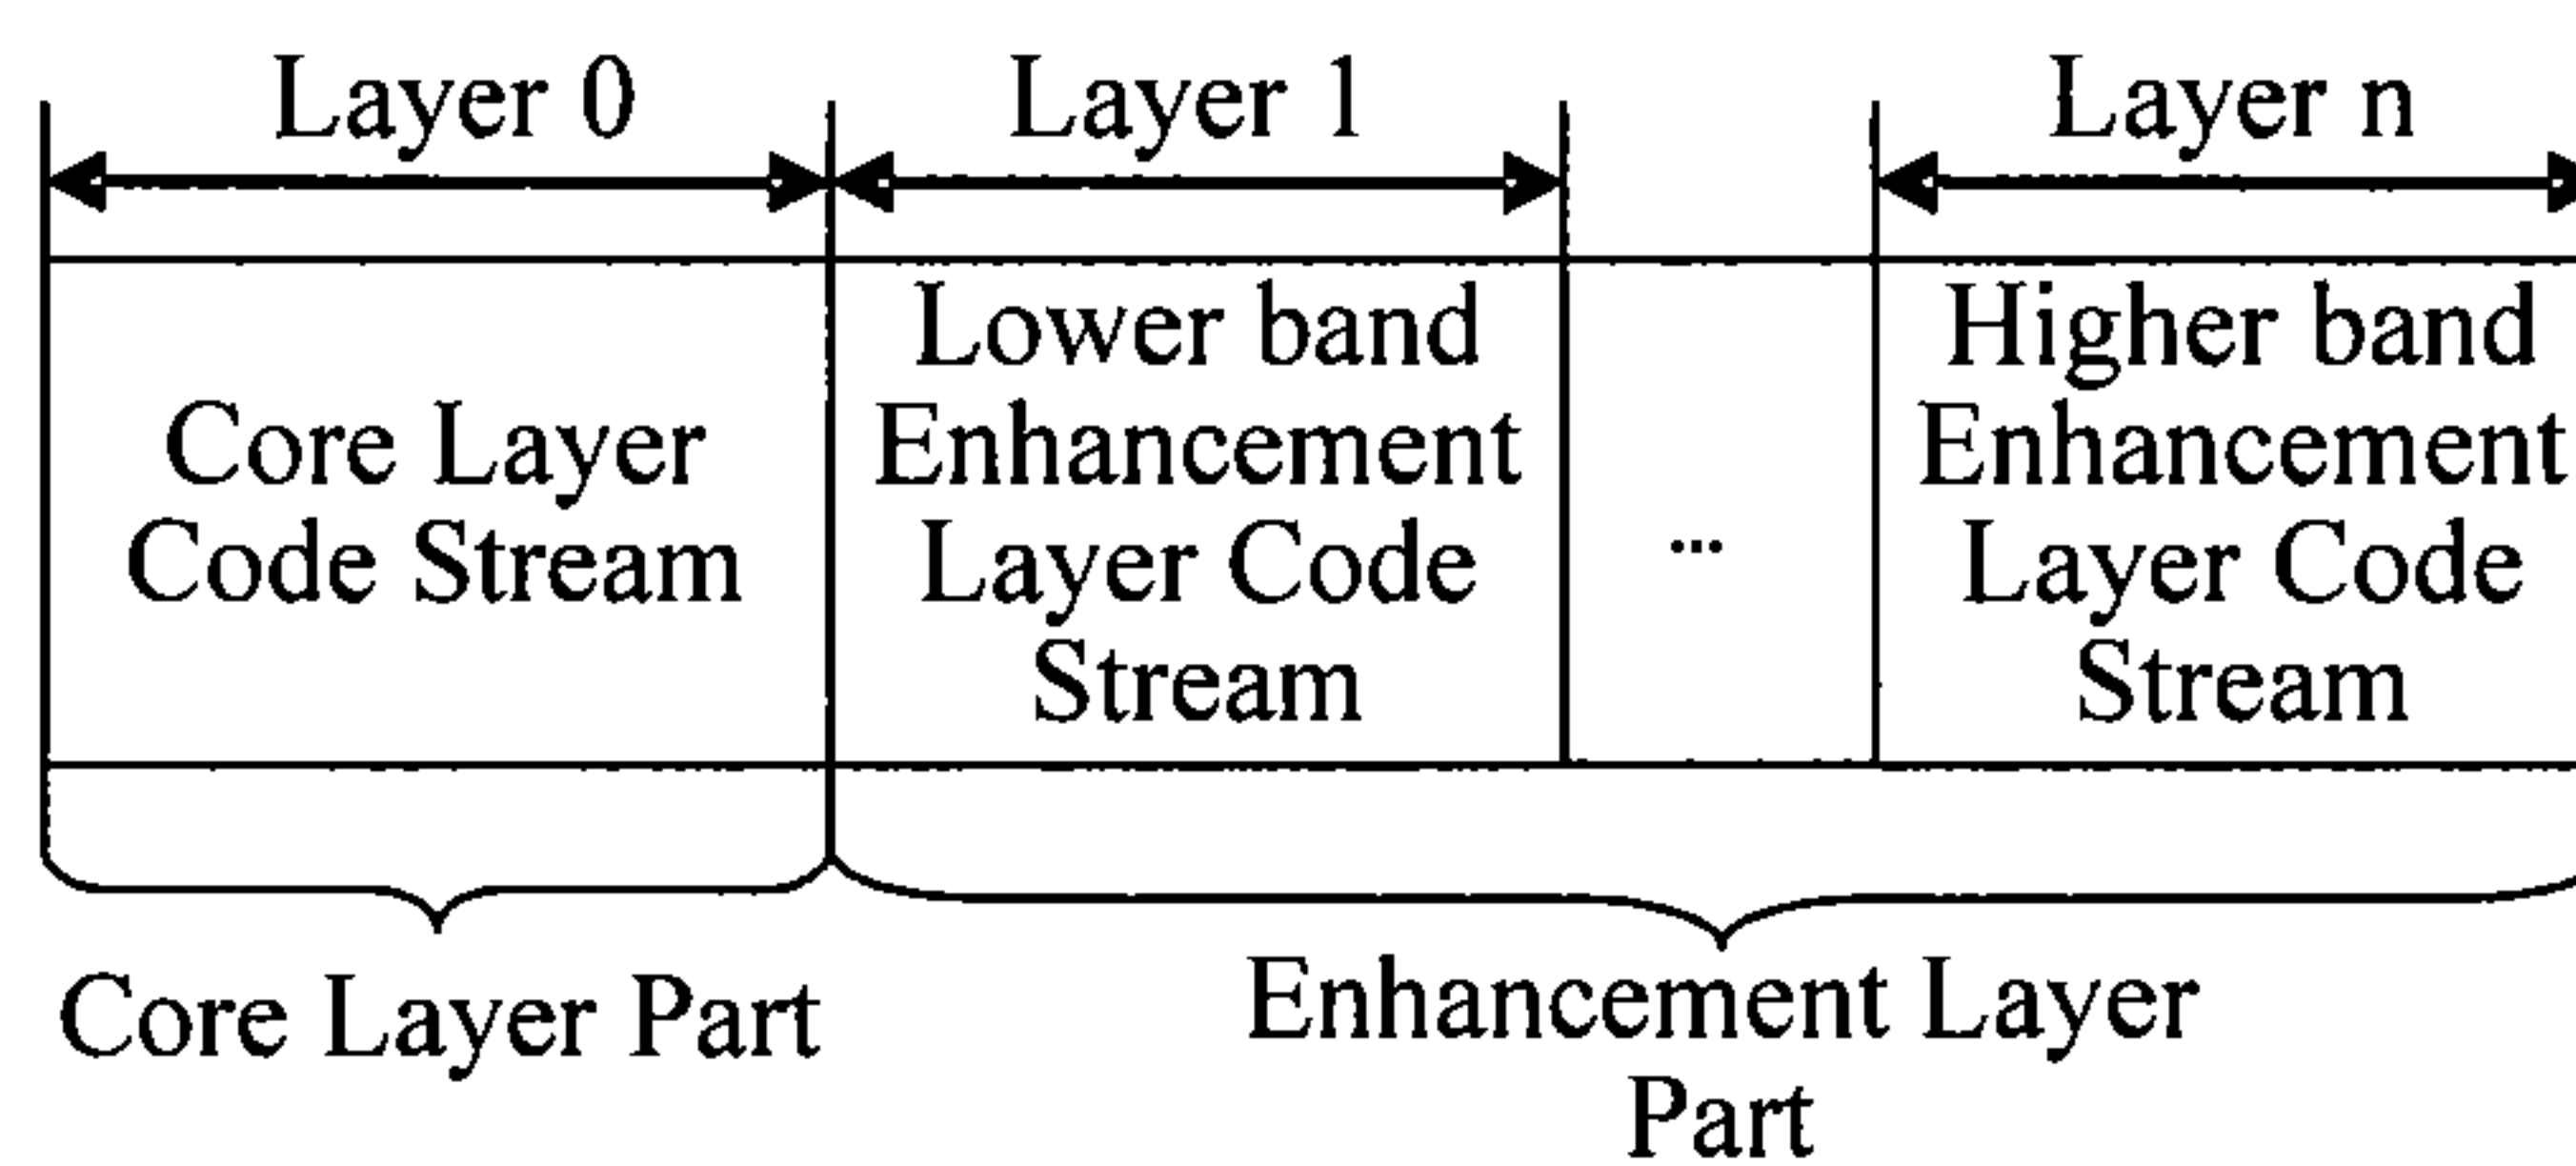 Layer 0
Layer 1
Layer n
Core Layer
Code Stream
Lower band
Enhancement
Layer Code
Stream
...
Higher band
Enhancement
Layer Code
Stream
Core Layer Part
Enhancement Layer
Part